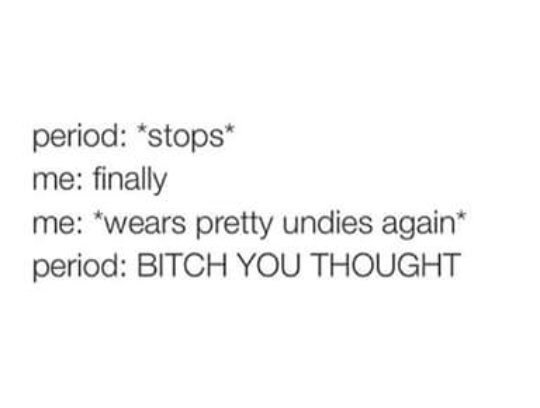 period: *stops*
me: finally
me: *wears pretty undies again*
period: BITCH YOU THOUGHT